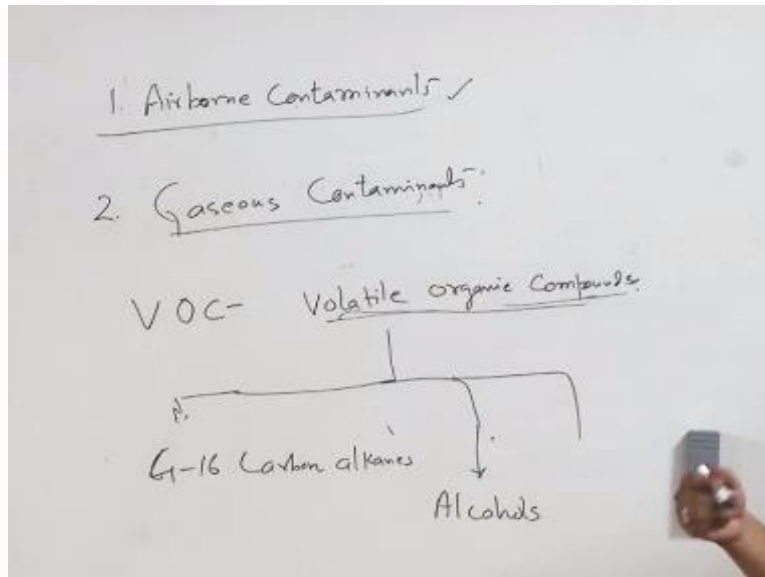 1. Airborne Contaminants ✓
2. Gaseous Contaminants
VOC- Volatile organic Compounds
16 Carbon alkanes
Alcohols